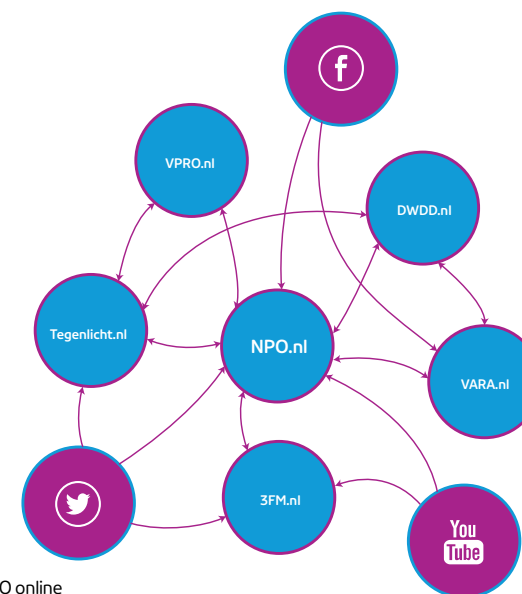 f
VPRO.nl
DWDD.nl
Tegenlicht.nl
NPO.nl
VARA.nl
3FM.nl
You
Tube
O online